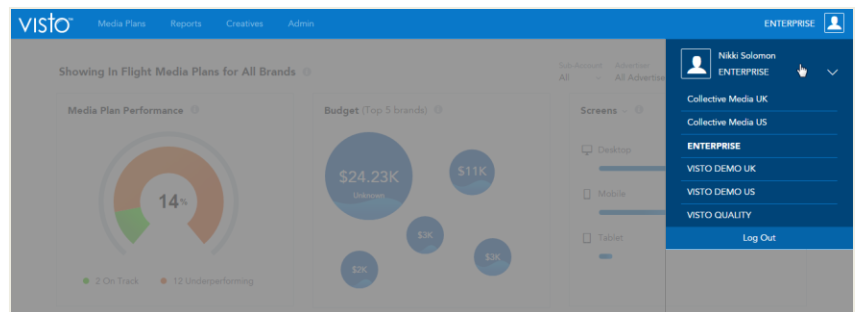 VISTO™
Media Plans Reports Creatives Admin
ENTERPRISE
Showing In Flight Media Plans for All Brands
Sub Account Advertiser
All All Advertise
Nikki Solomon
ENTERPRISE
Collective Media UK
Collective Media US
ENTERPRISE
VISTO DEMO UK
VISTO DEMO US
VISTO QUALITY
Log Out
Media Plan Performance
14%
2 On Track 12 Underperforming
Budget (Top 5 brands)
$24.23K
Unknown
$11K
$3K
$3K
$2K
Screens
Desktop
Mobile
Tablet